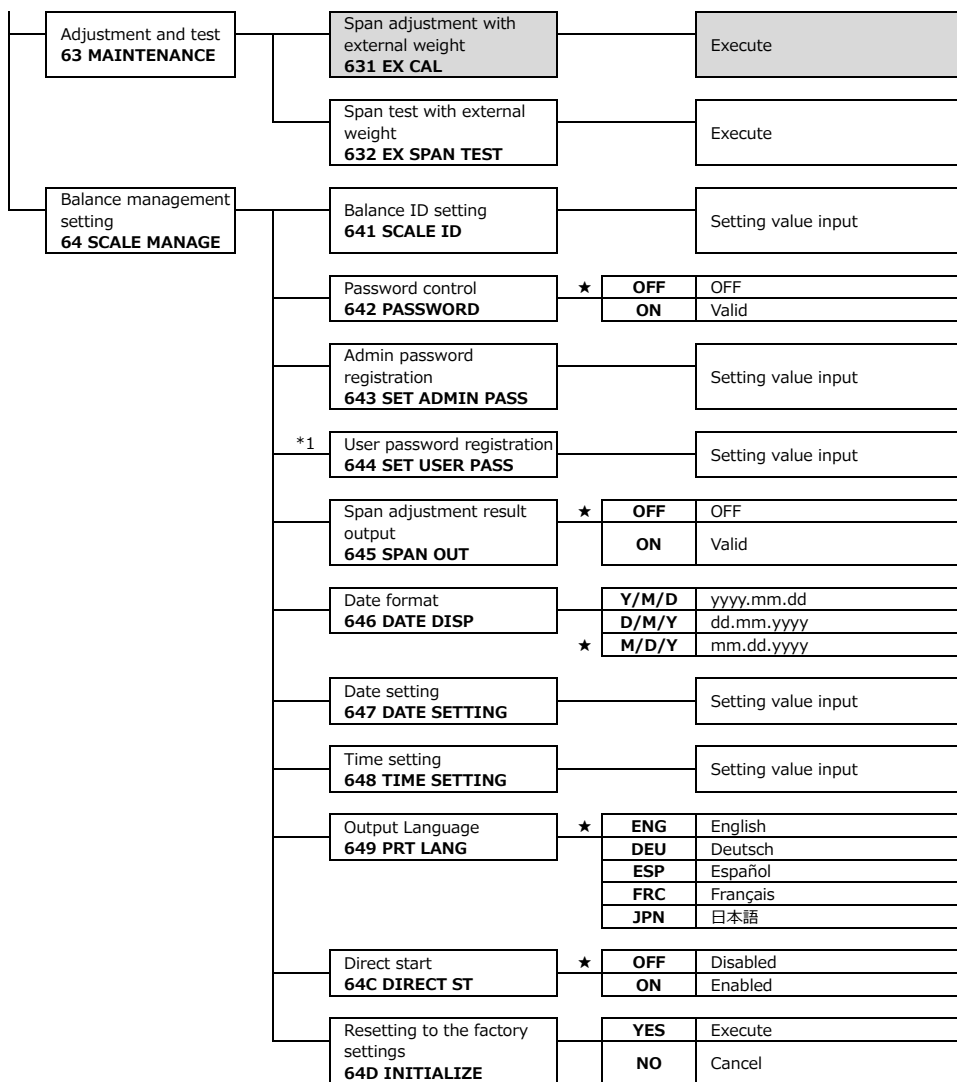 Adjustment and test
63 MAINTENANCE
Span adjustment with
external weight
631 EX CAL
Execute
Span test with external
weight
632 EX SPAN TEST
Execute
Balance management
setting
64 SCALE MANAGE
Balance ID setting
641 SCALE ID
Setting value input
Password control
642 PASSWORD
★ OFF OFF
ON Valid
Admin password
registration
643 SET ADMIN PASS
Setting value input
*1 User password registration
644 SET USER PASS
Setting value input
Span adjustment result
output
645 SPAN OUT
★ OFF OFF
ON Valid
Date format
646 DATE DISP
Y/M/D yyyy.mm.dd
D/M/Y dd.mm.yyyy
★ M/D/Y mm.dd.yyyy
Date setting
647 DATE SETTING
Setting value input
Time setting
648 TIME SETTING
Setting value input
Output Language
649 PRT LANG
★ ENG English
DEU Deutsch
ESP Español
FRC Français
JPN 日本語
Direct start
64C DIRECT ST
★ OFF Disabled
ON Enabled
Resetting to the factory
settings
64D INITIALIZE
YES Execute
NO Cancel